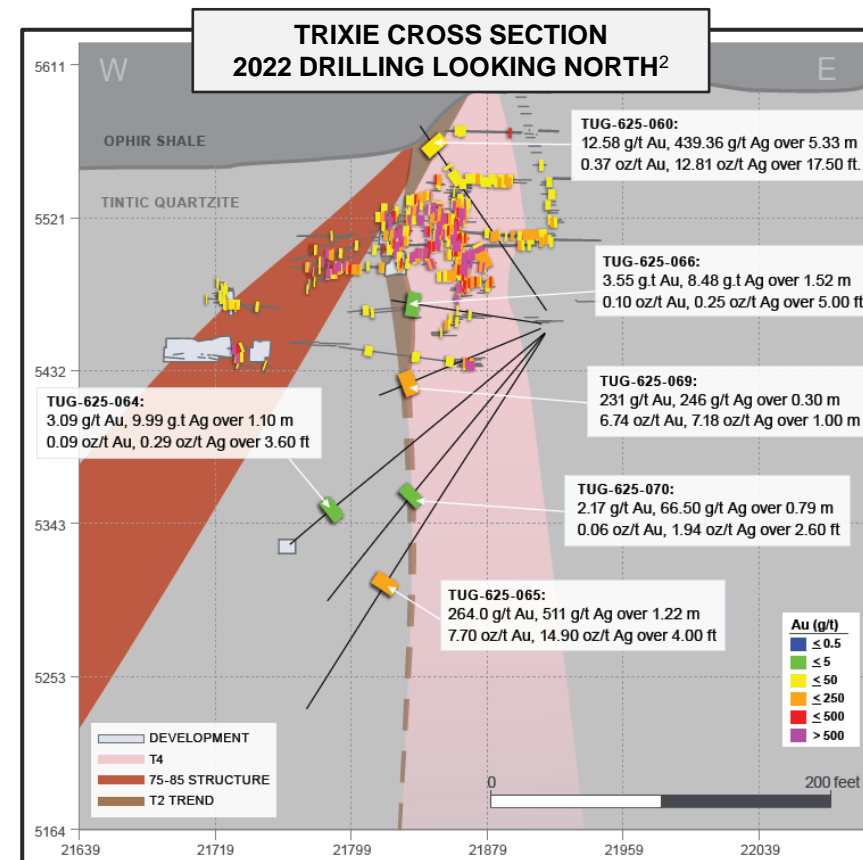 TRIXIE CROSS SECTION
2022 DRILLING LOOKING NORTH²
5611
W
E
OPHIR SHALE
TUG-625-060:
12.58 g/t Au, 439.36 g/t Ag over 5.33 m
0.37 oz/t Au, 12.81 oz/t Ag over 17.50 ft.
TINTIC QUARTZITE
5521
TUG-625-066:
3.55 g.t Au, 8.48 g.t Ag over 1.52 m
0.10 oz/t Au, 0.25 oz/t Ag over 5.00 ft
5432
TUG-625-069:
231 g/t Au, 246 g/t Ag over 0.30 m
6.74 oz/t Au, 7.18 oz/t Ag over 1.00 m
TUG-625-064:
3.09 g/t Au, 9.99 g.t Ag over 1.10 m
0.09 oz/t Au, 0.29 oz/t Ag over 3.60 ft
5343
TUG-625-070:
2.17 g/t Au, 66.50 g/t Ag over 0.79 m
0.06 oz/t Au, 1.94 oz/t Ag over 2.60 ft
TUG-625-065:
264.0 g/t Au, 511 g/t Ag over 1.22 m
7.70 oz/t Au, 14.90 oz/t Ag over 4.00 ft
Au (g/t)
≤ 0.5
≤ 5
≤ 50
≤ 250
≤ 500
> 500
5253
DEVELOPMENT
T4
75-85 STRUCTURE
T2 TREND
0
200 feet
5164
21639
21719
21799
21879
21959
22039